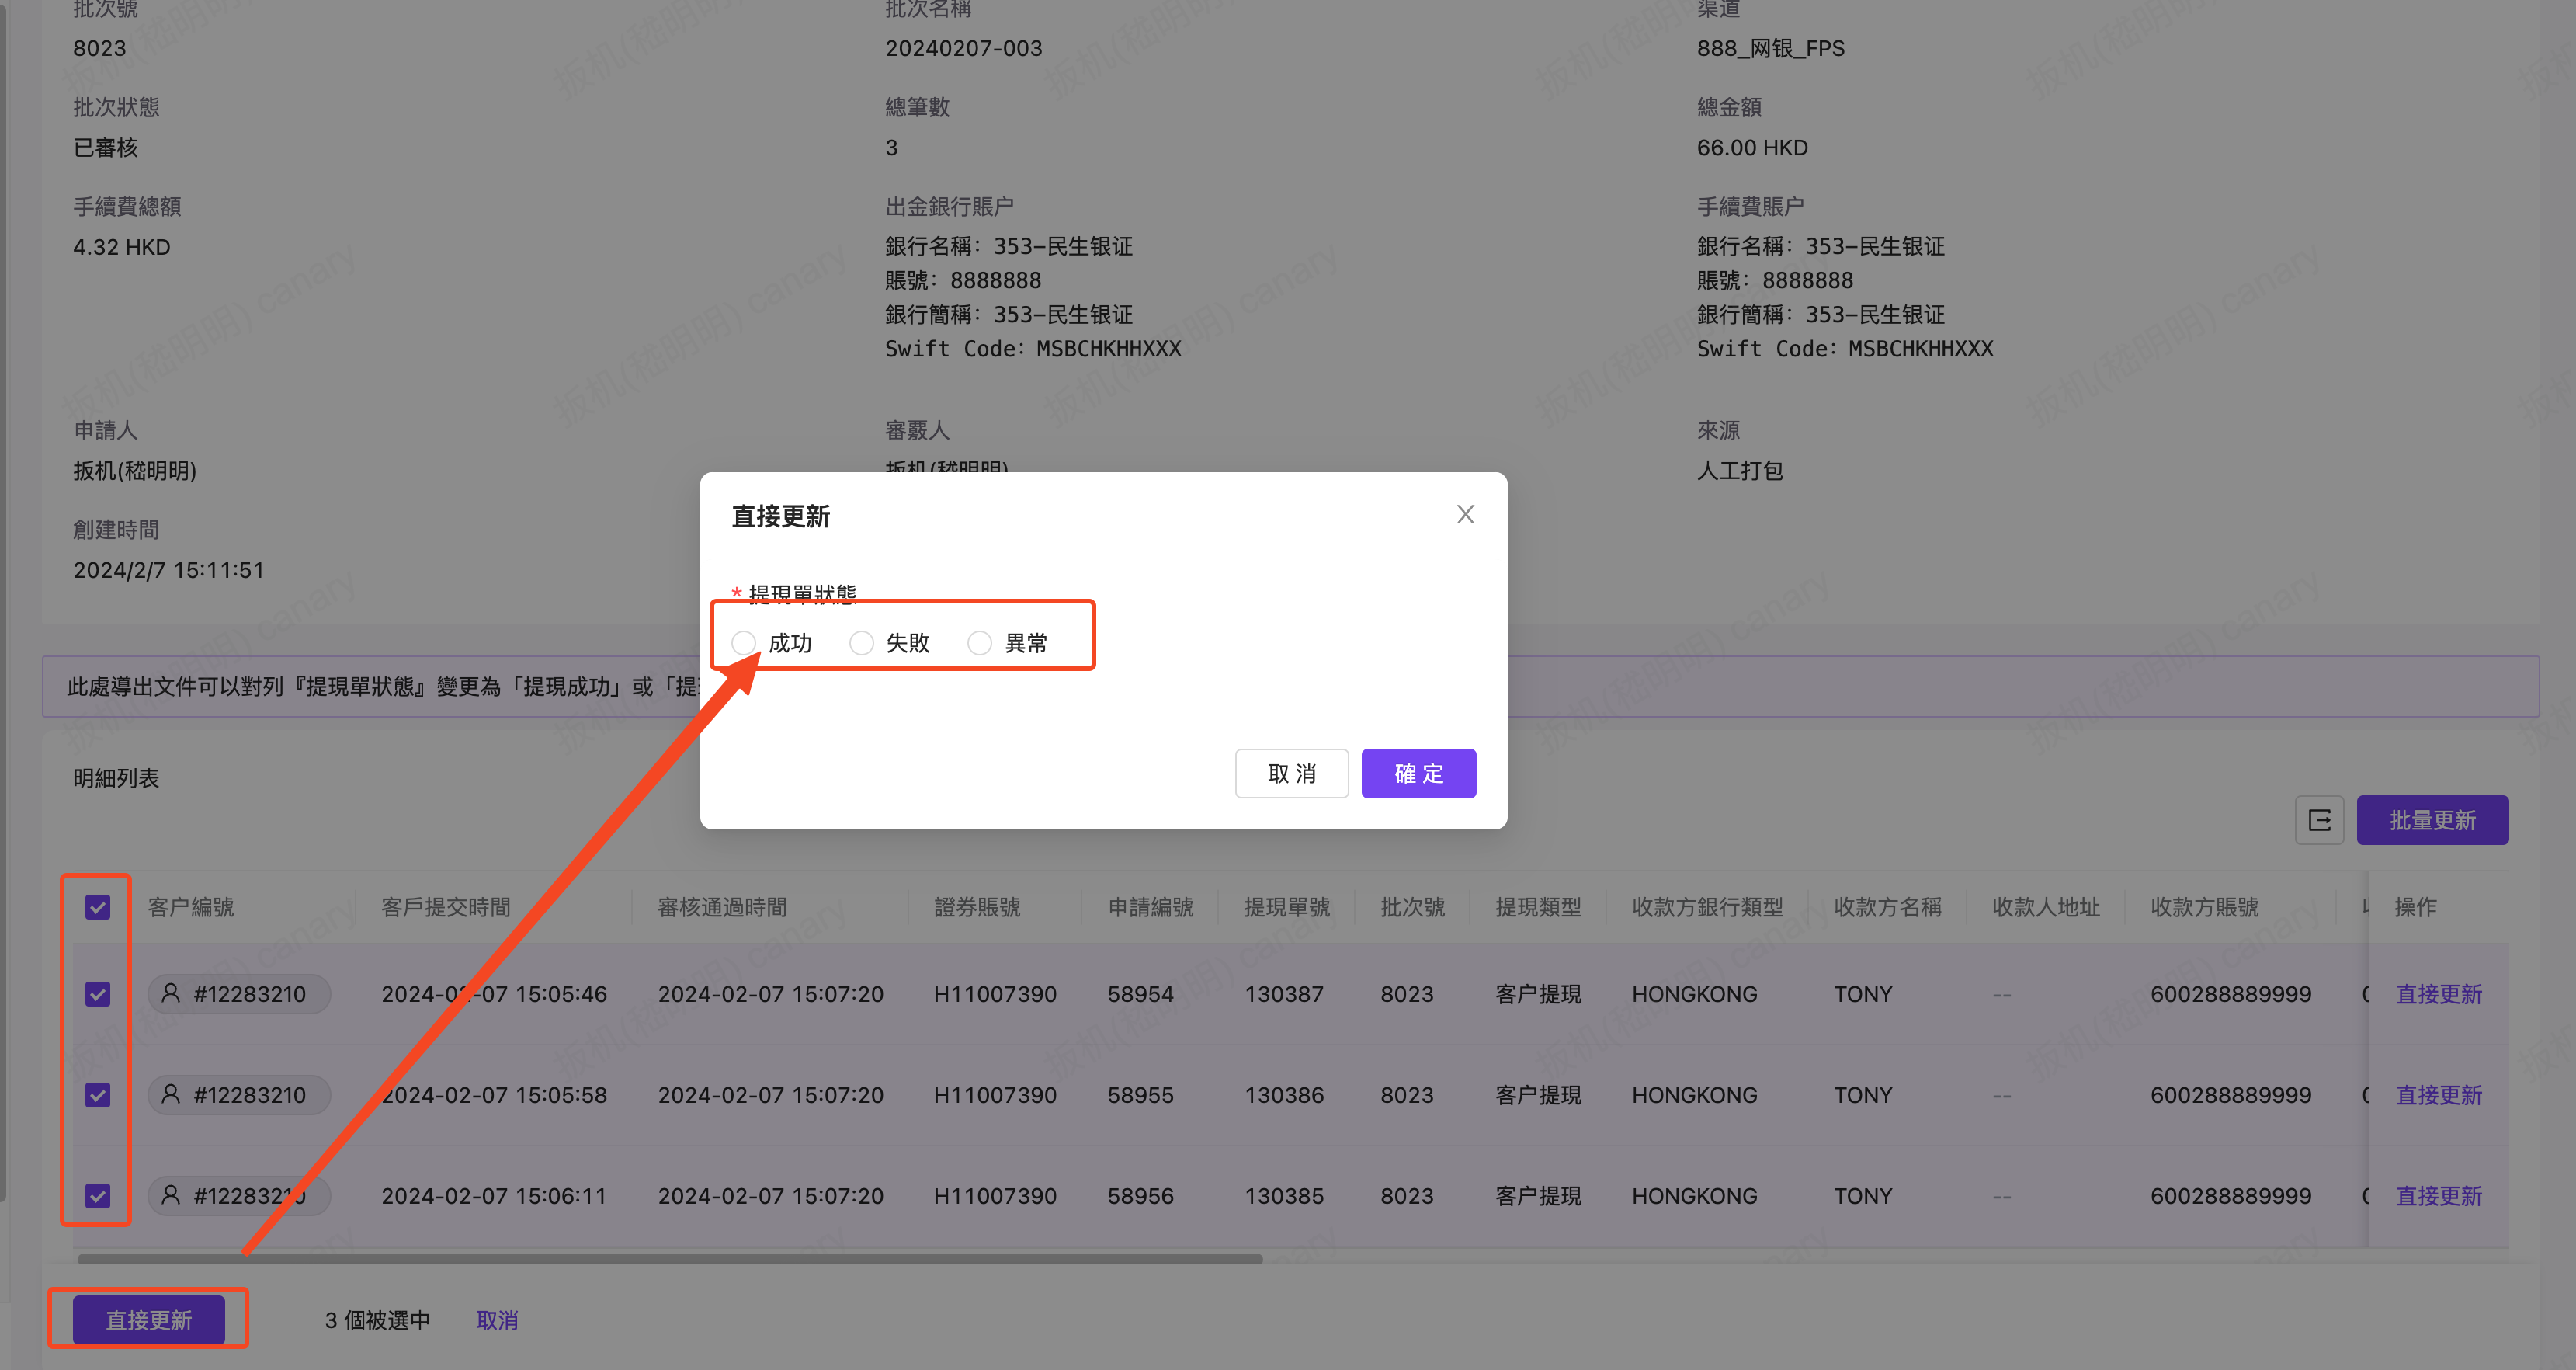 批次號
批次名稱
渠道
8023
20240207-003
888_网银_FPS
批次狀態
總筆數
總金額
已審核
3
66.00 HKD
手續費總額
出金銀行賬户
手續費賬户
4.32 HKD
銀行名稱：353-民生银证
賬號：8888888
銀行簡稱：353-民生银证
Swift Code：MSBCHKHHXXX
銀行名稱：353-民生银证
賬號：8888888
銀行簡稱：353-民生银证
Swift Code：MSBCHKHHXXX
申請人
審覈人
來源
扳机(嵇明明)
扳机(嵇明明)
人工打包
創建時間
2024/2/7 15:11:51
直接更新
* 提現單狀態
成功 失敗 異常
取 消 確 定
此處導出文件可以對列『提現單狀態』變更為「提現成功」或「提
明細列表
批量更新
客户編號 客戶提交時間 審核通過時間 證券賬號 申請編號 提現單號 批次號 提現類型 收款方銀行類型 收款方名稱 收款人地址 收款方賬號 操作
#12283210 2024-02-07 15:05:46 2024-02-07 15:07:20 H11007390 58954 130387 8023 客户提現 HONGKONG TONY -- 600288889999 直接更新
#12283210 2024-02-07 15:05:58 2024-02-07 15:07:20 H11007390 58955 130386 8023 客户提現 HONGKONG TONY -- 600288889999 直接更新
#12283210 2024-02-07 15:06:11 2024-02-07 15:07:20 H11007390 58956 130385 8023 客户提現 HONGKONG TONY -- 600288889999 直接更新
直接更新 3 個被選中 取消
扳机(嵇明明) canary